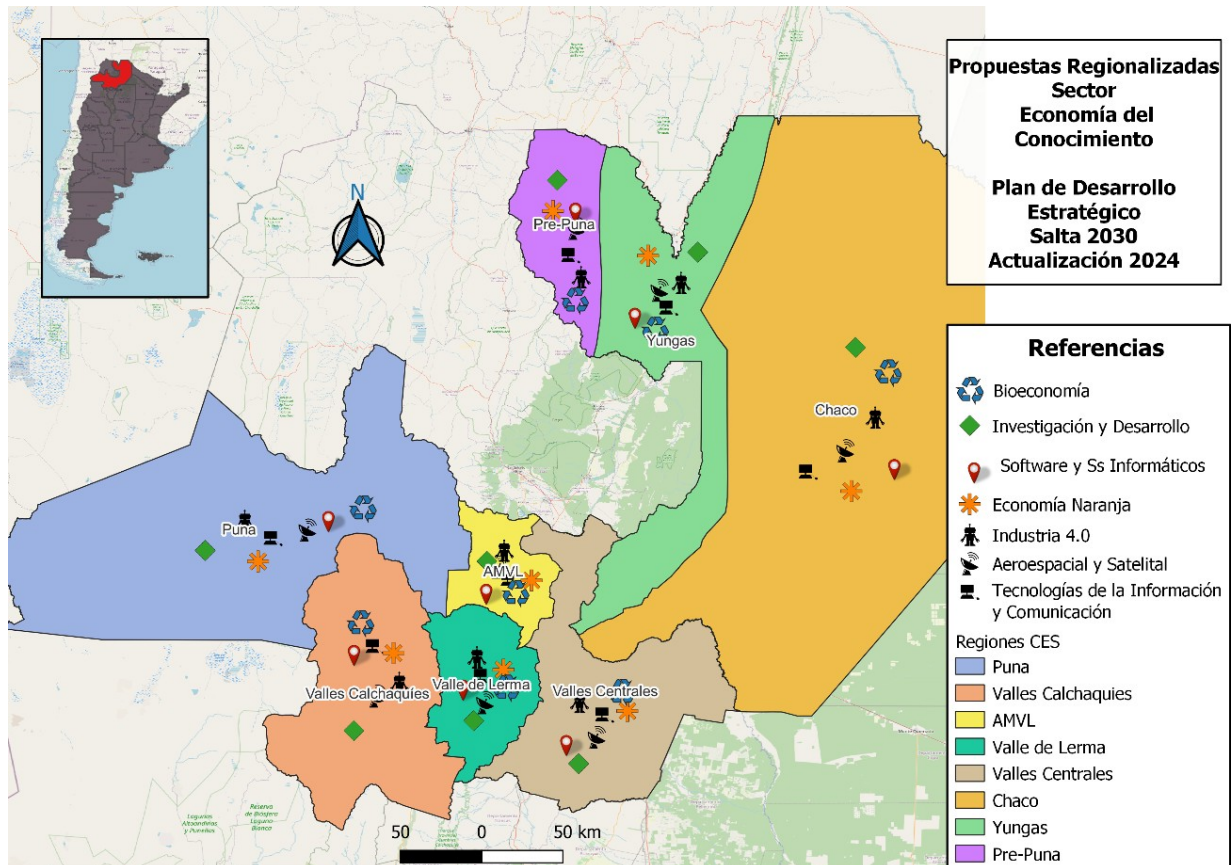 Propuestas Regionalizadas
Sector
Economía del
Conocimiento
Plan de Desarrollo
Estratégico
Salta 2030
Actualización 2024
N
Pre-Puna
Yungas
Chaco
Puna
AMVL
Valles Calchaquíes
Valle de Lerma
Valles Centrales
Referencias
Bioeconomía
Investigación y Desarrollo
Software y Ss Informáticos
Economía Naranja
Industria 4.0
Aeroespacial y Satelital
Tecnologías de la Información
y Comunicación
Regiones CES
Puna
Valles Calchaquies
AMVL
Valle de Lerma
Valles Centrales
Chaco
Yungas
Pre-Puna
50 0 50 km